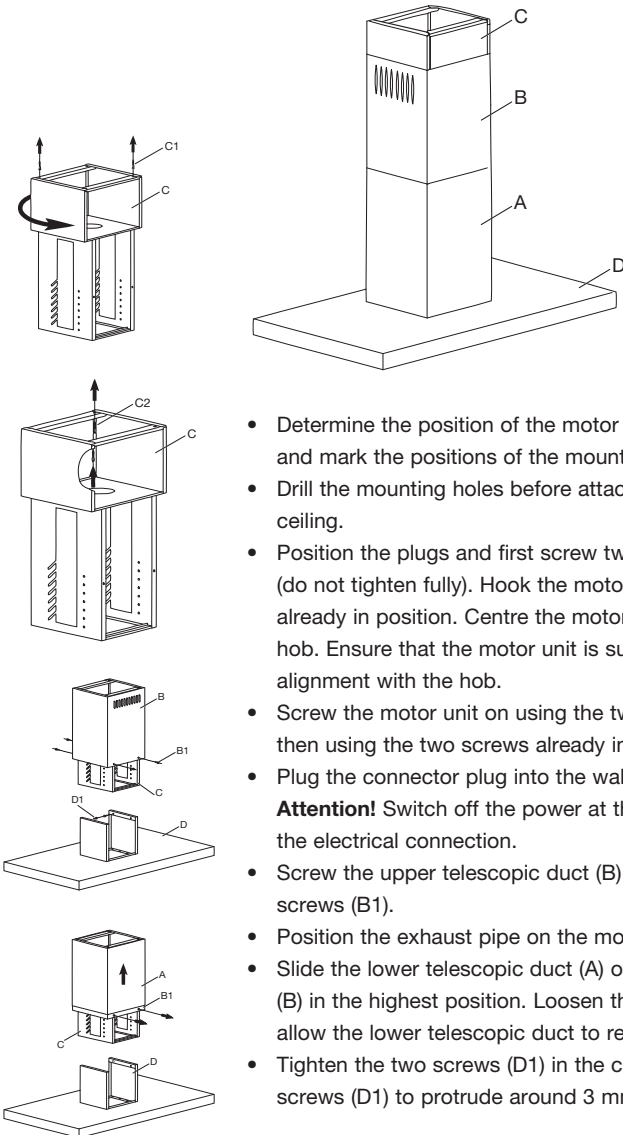 C
B
A
D
C1
C
C2
C
B
B1
C
D1
D
A
B1
C
D
• Determine the position of the motor
and mark the positions of the mount
• Drill the mounting holes before attac
ceiling.
• Position the plugs and first screw tw
(do not tighten fully). Hook the moto
already in position. Centre the motor
hob. Ensure that the motor unit is su
alignment with the hob.
• Screw the motor unit on using the tw
then using the two screws already in
• Plug the connector plug into the wal
Attention! Switch off the power at th
the electrical connection.
• Screw the upper telescopic duct (B)
screws (B1).
• Position the exhaust pipe on the mo
• Slide the lower telescopic duct (A) o
(B) in the highest position. Loosen th
allow the lower telescopic duct to re
• Tighten the two screws (D1) in the c
screws (D1) to protrude around 3 m